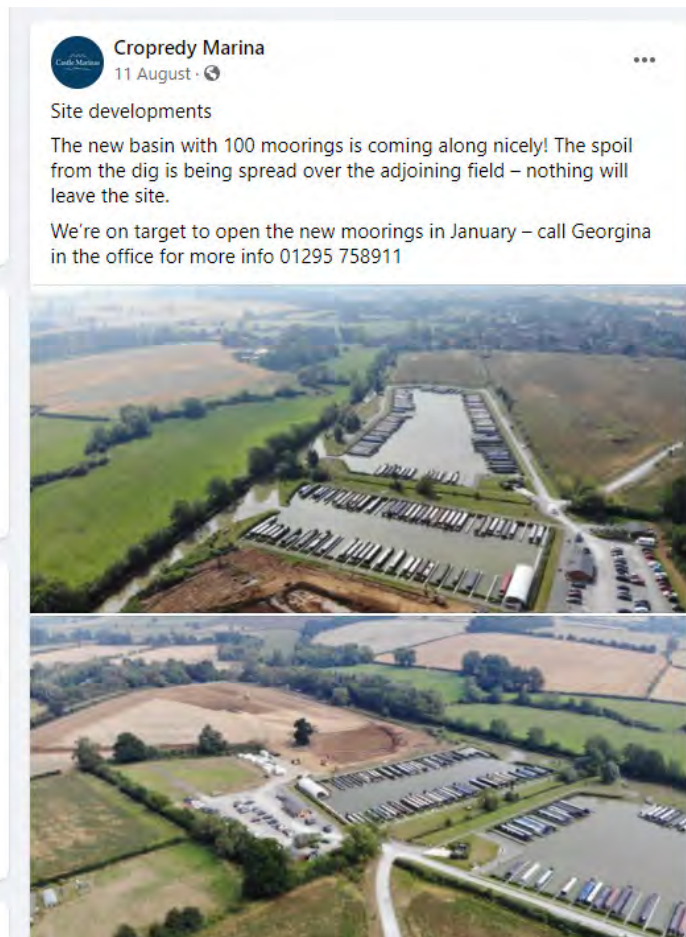 Castle Marinas
Cropredy Marina
11 August ·
Site developments
The new basin with 100 moorings is coming along nicely! The spoil
from the dig is being spread over the adjoining field – nothing will
leave the site.
We're on target to open the new moorings in January – call Georgina
in the office for more info 01295 758911